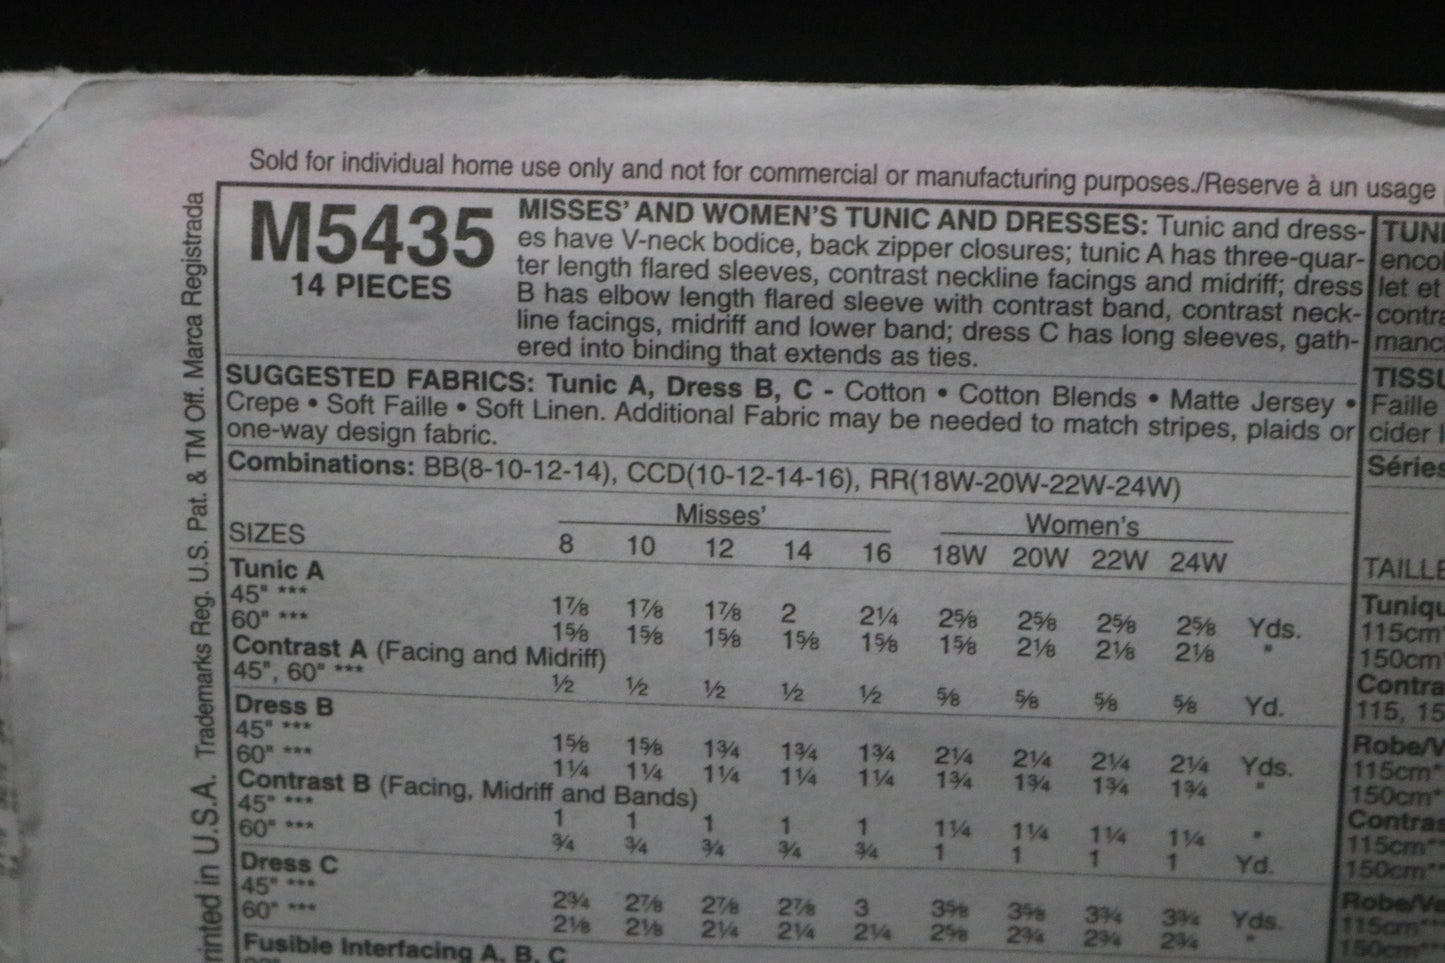 Sold for individual home use only and not for commercial or manufacturing purposes./Reserve à un usage
M5435
14 PIECES
MISSES' AND WOMEN'S TUNIC AND DRESSES: Tunic and dress-
es have V-neck bodice, back zipper closures; tunic A has three-quar-
ter length flared sleeves, contrast neckline facings and midriff; dress
B has elbow length flared sleeve with contrast band, contrast neck-
line facings, midriff and lower band; dress C has long sleeves, gath-
ered into binding that extends as ties.
SUGGESTED FABRICS: Tunic A, Dress B, C - Cotton • Cotton Blends • Matte Jersey •
Crepe • Soft Faille • Soft Linen. Additional Fabric may be needed to match stripes, plaids or
one-way design fabric.
Combinations: BB(8-10-12-14), CCD(10-12-14-16), RR(18W-20W-22W-24W)
Misses' Women's
SIZES 8 10 12 14 16 18W 20W 22W 24W
Tunic A
45" *** 1⅞ 1⅞ 1⅞ 2 2¼ 2⅝ 2⅝ 2⅝ 2⅝ Yds.
60" *** 1⅝ 1⅝ 1⅝ 1⅝ 1⅝ 1⅝ 2⅛ 2⅛ 2⅛ "
Contrast A (Facing and Midriff)
45", 60" *** ½ ½ ½ ½ ½ ⅝ ⅝ ⅝ ⅝ Yd.
Dress B
45" *** 1⅝ 1⅝ 1¾ 1¾ 1¾ 2¼ 2¼ 2¼ 2¼ Yds.
60" *** 1¼ 1¼ 1¼ 1¼ 1¼ 1¾ 1¾ 1¾ 1¾ "
Contrast B (Facing, Midriff and Bands)
45" *** 1 1 1 1 1 1¼ 1¼ 1¼ 1¼ "
60" *** ¾ ¾ ¾ ¾ ¾ 1 1 1 1 Yd.
Dress C
45" *** 2¾ 2⅞ 2⅞ 2⅞ 3 3⅝ 3⅝ 3¾ 3¾ Yds.
60" *** 2⅛ 2⅛ 2¼ 2¼ 2¼ 2⅝ 2¾ 2¾ 2¾ "
Fusible Interfacing A, B, C
TUNI
encol
let et
contra
manc
TISSU
Faille
cider l
Séries
TAILLE
Tuniqu
115cm*
150cm*
Contra
115, 15
Robe/V
115cm*
150cm*
Contras
115cm**
150cm**
Robe/Ve
115cm**
150cm**
rinted in U.S.A. Trademarks Reg. U.S. Pat. & TM Off. Marca Registrada